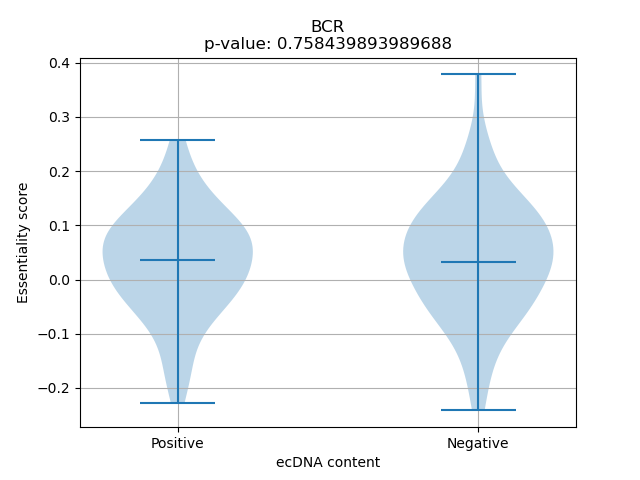 BCR
p-value: 0.758439893989688
0.4
0.3
0.2
0.1
0.0
−0.1
−0.2
Essentiality score
Positive
Negative
ecDNA content